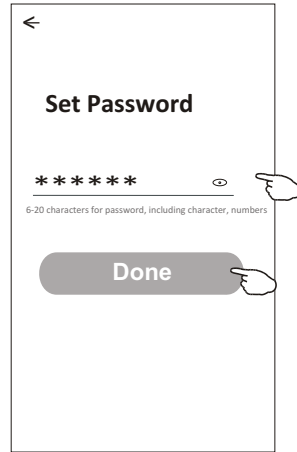 Set Password
******
6-20 characters for password, including character, numbers
Done